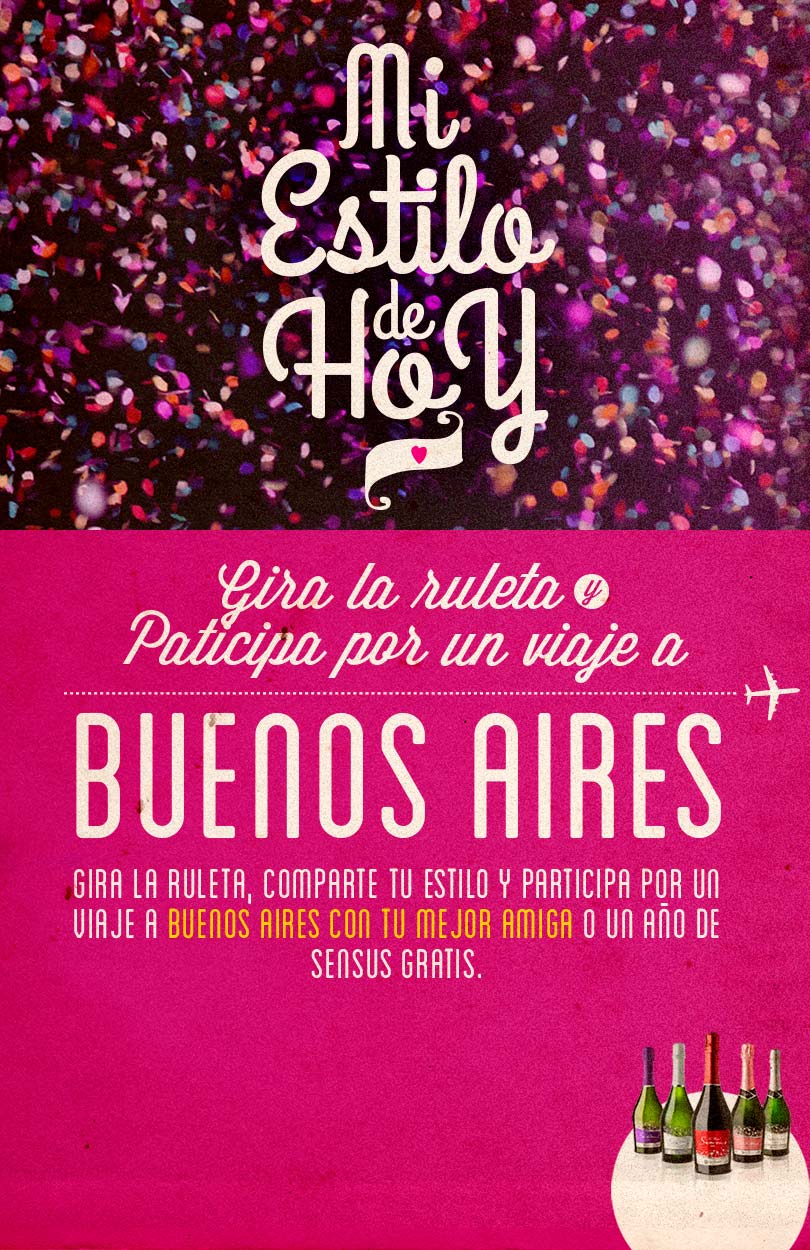 Mi
Estilo
de
HoY
Gira la ruleta y
Paticipa por un viaje a
BUENOS AIRES
GIRA LA RULETA, COMPARTE TU ESTILO Y PARTICIPA POR UN
VIAJE A BUENOS AIRES CON TU MEJOR AMIGA O UN AÑO DE
SENSUS GRATIS.